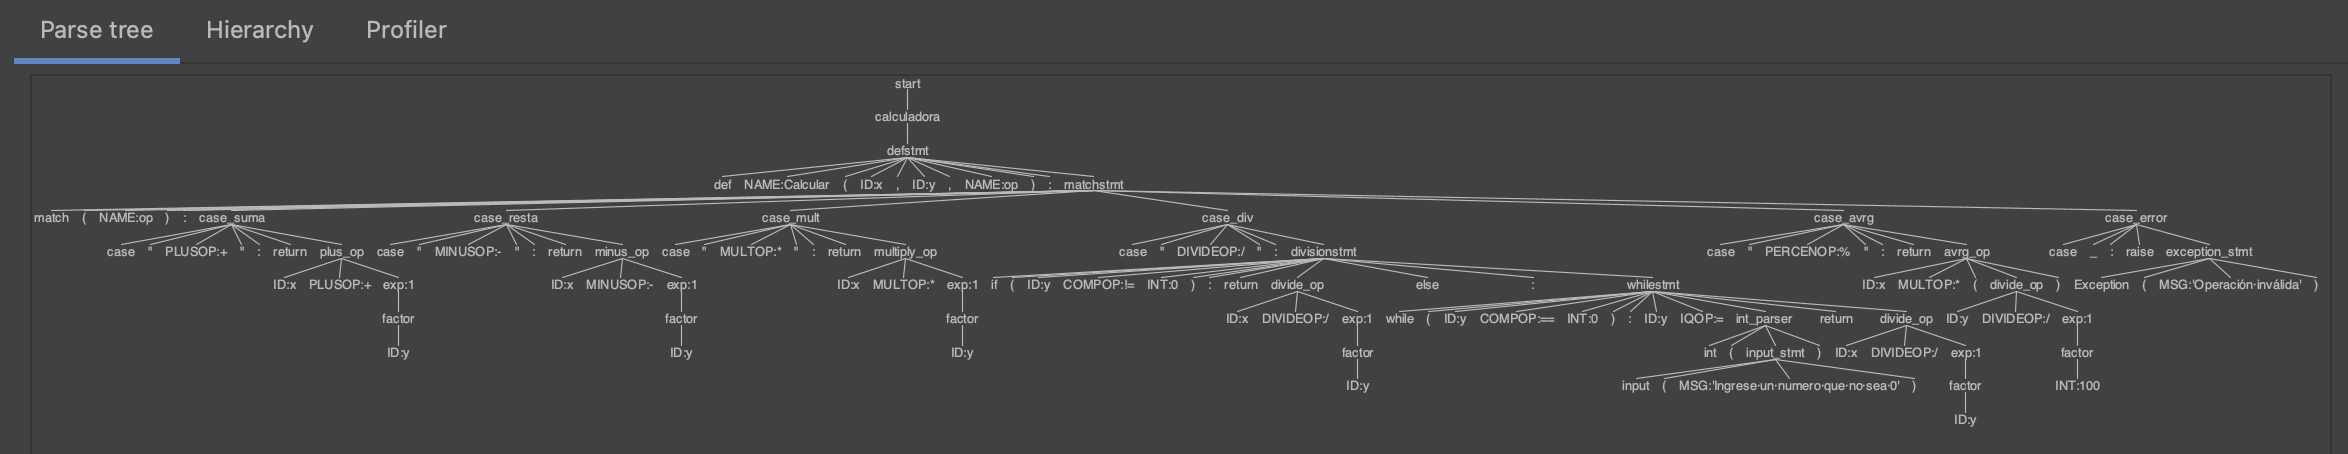 Parse tree Hierarchy Profiler
start
calculadora
defstmt
def NAME:Calcular ( ID:x , ID:y , NAME:op ) : matchstmt
match ( NAME:op ) : case_suma case_resta case_mult case_div case_avrg case_error
case " PLUSOP:+ " : return plus_op case " MINUSOP:- " : return minus_op case " MULTOP:* " : return multiply_op case " DIVIDEOP:/ " : divisionstmt case " PERCENOP:% " : return avrg_op case _ : raise exception_stmt
ID:x PLUSOP:+ exp:1 ID:x MINUSOP:- exp:1 ID:x MULTOP:* exp:1 if ( ID:y COMPOP:!= INT:0 ) : return divide_op else : whilestmt ID:x MULTOP:* ( divide_op ) Exception ( MSG:'Operación·inválida' )
factor factor factor ID:x DIVIDEOP:/ exp:1 while ( ID:y COMPOP:== INT:0 ) : ID:y IQOP:= int_parser return divide_op ID:y DIVIDEOP:/ exp:1
ID:y ID:y ID:y factor int ( input_stmt ) ID:x DIVIDEOP:/ exp:1 factor
ID:y input ( MSG:'Ingrese·un·numero·que·no·sea·0' ) factor INT:100
ID:y